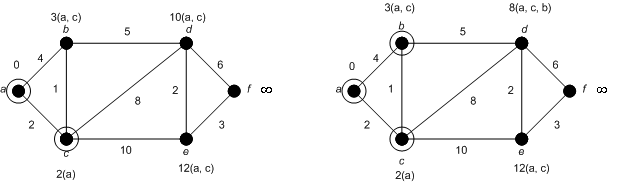 3(a, c)
10(a, c)
b
5
d
0
4
6
a
1
2
f
∞
2
8
3
c
10
e
2(a)
12(a, c)
3(a, c)
8(a, c, b)
b
5
d
0
4
6
a
1
2
f
∞
2
8
3
c
10
e
2(a)
12(a, c)